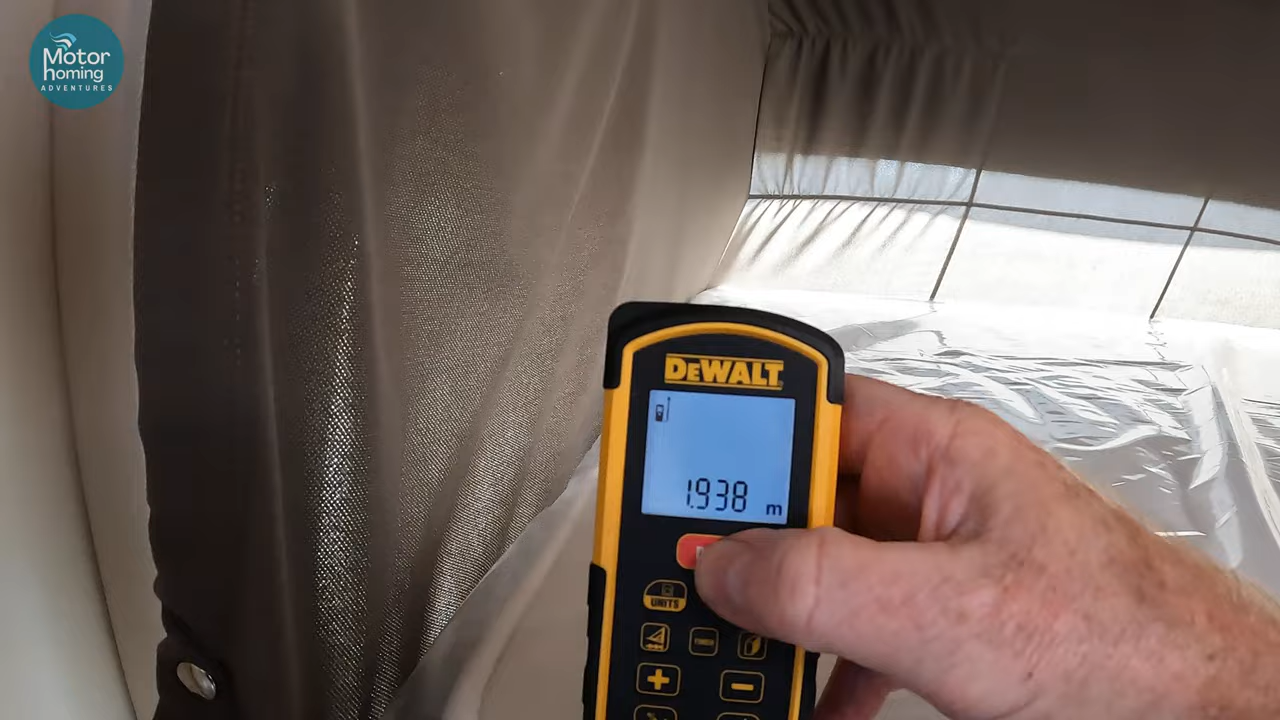 Motor
homing
ADVENTURES
DEWALT
1.938 m
UNITS